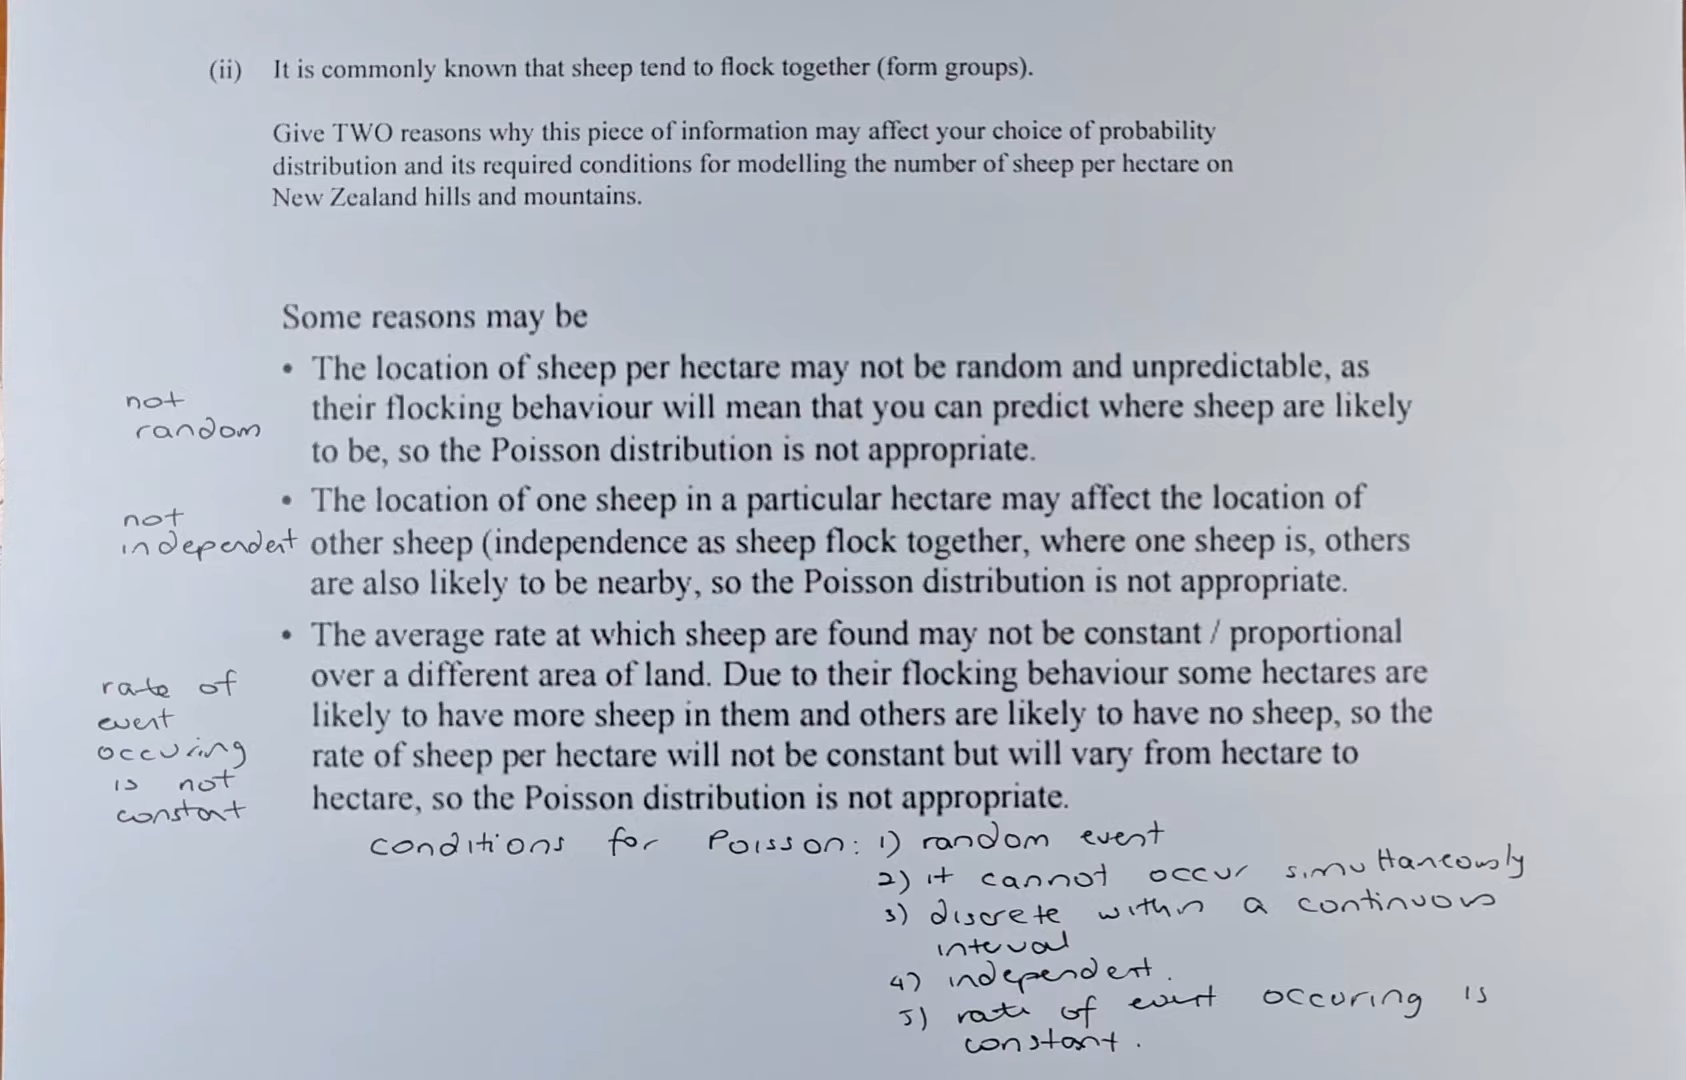 (ii) It is commonly known that sheep tend to flock together (form groups).
Give TWO reasons why this piece of information may affect your choice of probability
distribution and its required conditions for modelling the number of sheep per hectare on
New Zealand hills and mountains.
Some reasons may be
• The location of sheep per hectare may not be random and unpredictable, as
their flocking behaviour will mean that you can predict where sheep are likely
to be, so the Poisson distribution is not appropriate.
not
random
• The location of one sheep in a particular hectare may affect the location of
other sheep (independence as sheep flock together, where one sheep is, others
are also likely to be nearby, so the Poisson distribution is not appropriate.
not
independent
• The average rate at which sheep are found may not be constant / proportional
over a different area of land. Due to their flocking behaviour some hectares are
likely to have more sheep in them and others are likely to have no sheep, so the
rate of sheep per hectare will not be constant but will vary from hectare to
hectare, so the Poisson distribution is not appropriate.
rate of
event
occuring
is not
constant
conditions for Poisson: 1) random event
2) it cannot occur simultaneously
3) discrete within a continuous
interval
4) independent.
5) rate of event occuring is
constant.